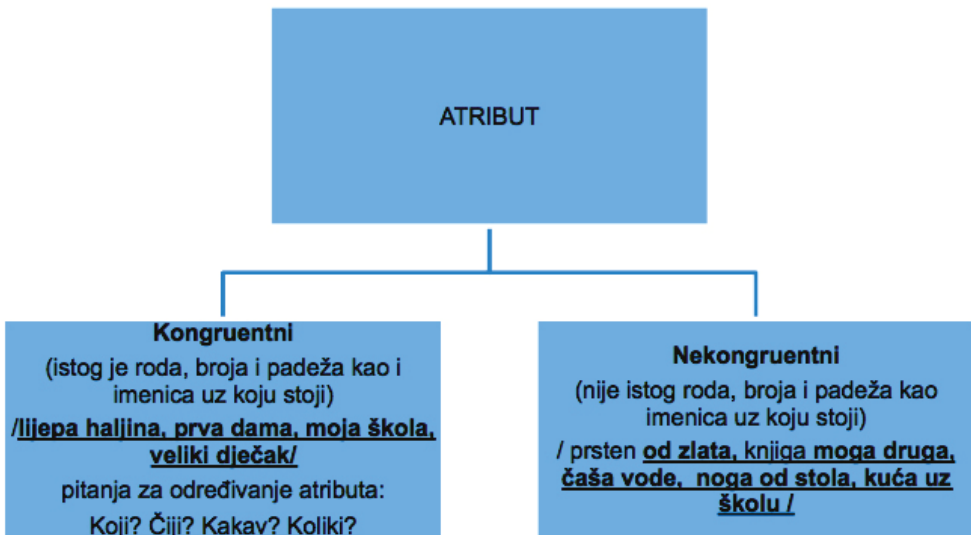 ATRIBUT
Kongruentni
(istog je roda, broja i padeža kao i
imenica uz koju stoji)
/lijepa haljina, prva dama, moja škola,
veliki dječak/
pitanja za određivanje atributa:
Koji? Čiji? Kakav? Koliki?
Nekongruentni
(nije istog roda, broja i padeža kao
imenica uz koju stoji)
/ prsten od zlata, knjiga moga druga,
čaša vode, noga od stola, kuća uz
školu /